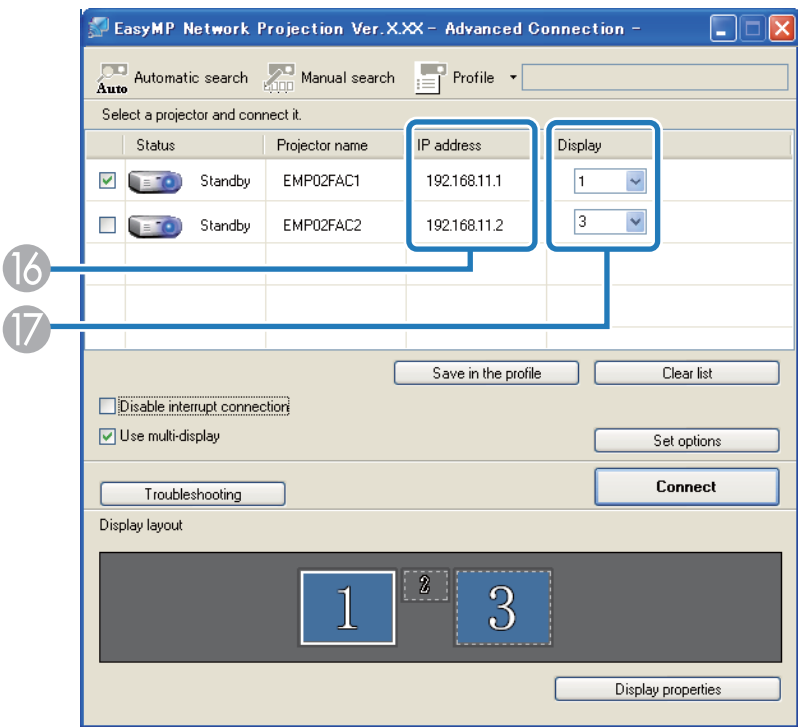 EasyMP Network Projection Ver.X.XX - Advanced Connection -
Auto Automatic search Manual search Profile
Select a projector and connect it.
Status Projector name IP address Display
Standby EMP02FAC1 192.168.11.1 1
Standby EMP02FAC2 192.168.11.2 3
16
17
Save in the profile Clear list
Disable interrupt connection
Use multi-display Set options
Troubleshooting Connect
Display layout
1 2 3
Display properties